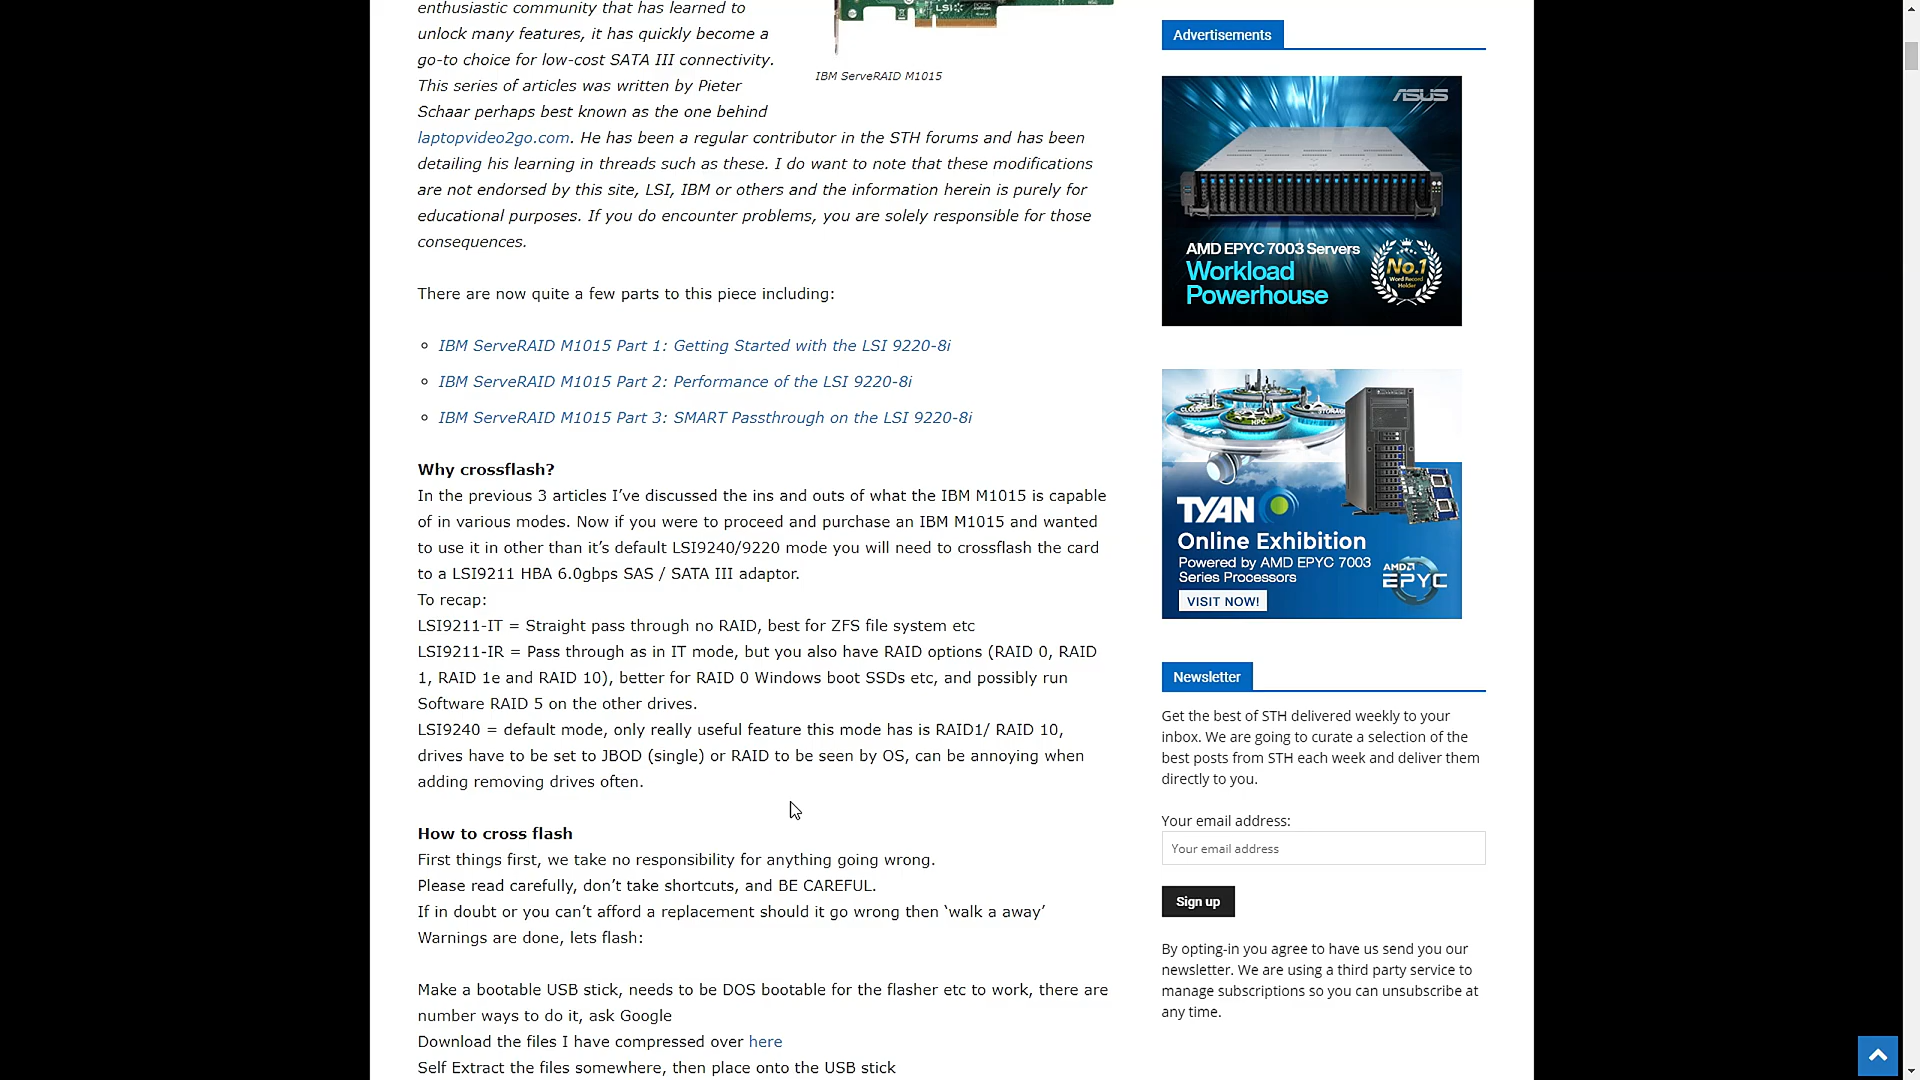 enthusiastic community that has learned to
unlock many features, it has quickly become a
go-to choice for low-cost SATA III connectivity.
This series of articles was written by Pieter
Schaar perhaps best known as the one behind
laptopvideo2go.com. He has been a regular contributor in the STH forums and has been
detailing his learning in threads such as these. I do want to note that these modifications
are not endorsed by this site, LSI, IBM or others and the information herein is purely for
educational purposes. If you do encounter problems, you are solely responsible for those
consequences.
LSI
IBM ServeRAID M1015
There are now quite a few parts to this piece including:
IBM ServeRAID M1015 Part 1: Getting Started with the LSI 9220-8i
IBM ServeRAID M1015 Part 2: Performance of the LSI 9220-8i
IBM ServeRAID M1015 Part 3: SMART Passthrough on the LSI 9220-8i
Why crossflash?
In the previous 3 articles I’ve discussed the ins and outs of what the IBM M1015 is capable
of in various modes. Now if you were to proceed and purchase an IBM M1015 and wanted
to use it in other than it’s default LSI9240/9220 mode you will need to crossflash the card
to a LSI9211 HBA 6.0gbps SAS / SATA III adaptor.
To recap:
LSI9211-IT = Straight pass through no RAID, best for ZFS file system etc
LSI9211-IR = Pass through as in IT mode, but you also have RAID options (RAID 0, RAID
1, RAID 1e and RAID 10), better for RAID 0 Windows boot SSDs etc, and possibly run
Software RAID 5 on the other drives.
LSI9240 = default mode, only really useful feature this mode has is RAID1/ RAID 10,
drives have to be set to JBOD (single) or RAID to be seen by OS, can be annoying when
adding removing drives often.
How to cross flash
First things first, we take no responsibility for anything going wrong.
Please read carefully, don’t take shortcuts, and BE CAREFUL.
If in doubt or you can’t afford a replacement should it go wrong then ‘walk a away’
Warnings are done, lets flash:
Make a bootable USB stick, needs to be DOS bootable for the flasher etc to work, there are
number ways to do it, ask Google
Download the files I have compressed over here
Self Extract the files somewhere, then place onto the USB stick
Advertisements
ASUS
AMD EPYC 7003 Servers
Workload
Powerhouse
No.1
Word Record
Holder
CLOUD
HPC
STORAGE
TYAN
TYAN
Online Exhibition
Powered by AMD EPYC 7003
Series Processors
VISIT NOW!
AMD
EPYC
Newsletter
Get the best of STH delivered weekly to your
inbox. We are going to curate a selection of the
best posts from STH each week and deliver them
directly to you.
Your email address:
Your email address
Sign up
By opting-in you agree to have us send you our
newsletter. We are using a third party service to
manage subscriptions so you can unsubscribe at
any time.